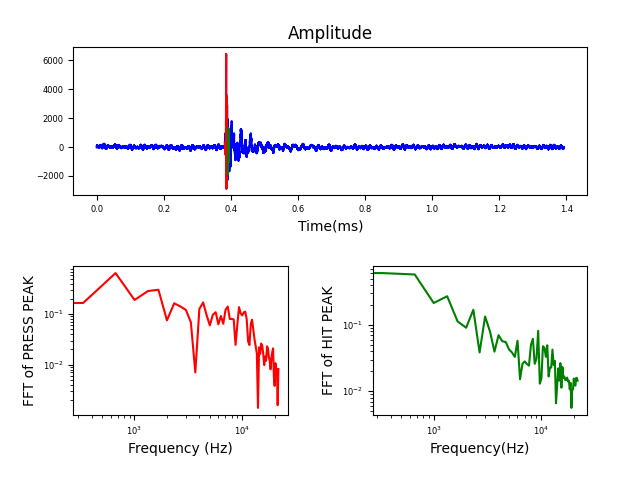 Amplitude
6000
4000
2000
0
−2000
0.0 0.2 0.4 0.6 0.8 1.0 1.2 1.4
Time(ms)
FFT of PRESS PEAK
10⁻¹
10⁻²
10³ 10⁴
Frequency (Hz)
FFT of HIT PEAK
10⁻¹
10⁻²
10³ 10⁴
Frequency(Hz)